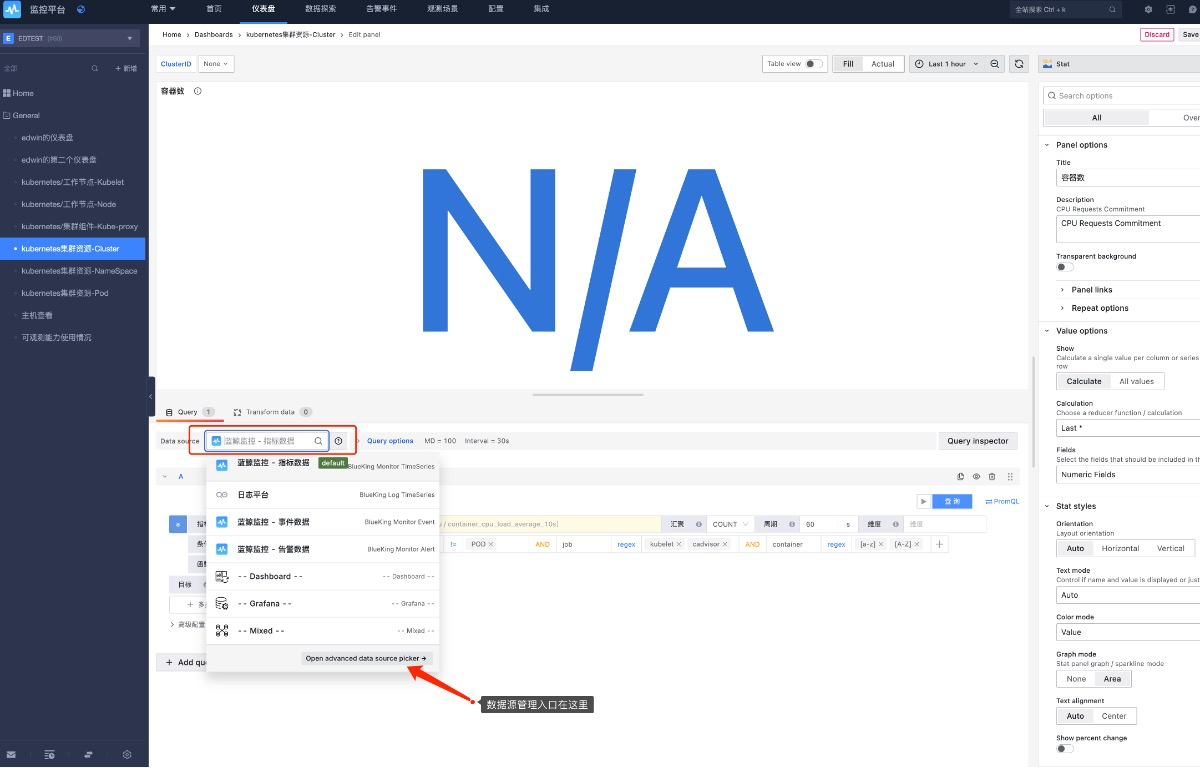 监控平台
常用
首页
仪表盘
数据探索
告警事件
观测场景
配置
集成
全站搜索 Ctrl + k
E
EDTEST (#60)
全部
+ 新增
Home
General
edwin的仪表盘
edwin的第二个仪表盘
kubernetes/工作节点-Kubelet
kubernetes/工作节点-Node
kubernetes/集群组件-Kube-proxy
kubernetes集群资源-Cluster
kubernetes集群资源-NameSpace
kubernetes集群资源-Pod
主机查看
可观测能力使用情况
Home > Dashboards > kubernetes集群资源-Cluster > Edit panel
Discard
Save
ClusterID
None
Table view
Fill
Actual
Last 1 hour
容器数
N/A
Query 1
Transform data 0
Data source
蓝鲸监控 - 指标数据
Query options
MD = 100
Interval = 30s
Query inspector
A
蓝鲸监控 - 指标数据
default
BlueKing Monitor TimeSeries
日志平台
BlueKing Log TimeSeries
蓝鲸监控 - 事件数据
BlueKing Monitor Event
蓝鲸监控 - 告警数据
BlueKing Monitor Alert
-- Dashboard --
-- Dashboard --
-- Grafana --
-- Grafana --
-- Mixed --
-- Mixed --
Open advanced data source picker
查 询
PromQL
a
/ container_cpu_load_average_10s)
汇聚
COUNT
周期
60
s
维度
维度
!=
POD
AND
job
regex
kubelet
cadvisor
AND
container
regex
[a-z]
[A-Z]
目标
高级配置
数据源管理入口在这里
Stat
Search options
All
Panel options
Title
容器数
Description
CPU Requests Commitment
CPU Requests Commitment
Transparent background
Panel links
Repeat options
Value options
Show
Calculate a single value per column or series
row
Calculate
All values
Calculation
Choose a reducer function / calculation
Last *
Fields
Select the fields that should be included in th
Numeric Fields
Stat styles
Orientation
Layout orientation
Auto
Horizontal
Vertical
Text mode
Control if name and value is displayed or just
Auto
Color mode
Value
Graph mode
Stat panel graph / sparkline mode
None
Area
Text alignment
Auto
Center
Show percent change